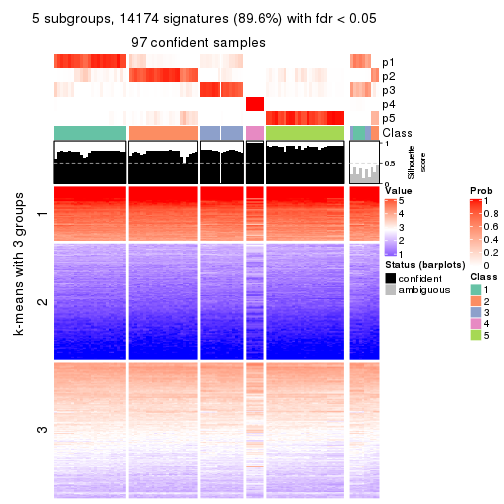 5 subgroups, 14174 signatures (89.6%) with fdr < 0.05
97 confident samples
p1
p2
p3
p4
p5
Class
1
0.5
0
Silhouette
score
k-means with 3 groups
1
2
3
Value
5
4
3
2
1
Status (barplots)
confident
ambiguous
Prob
1
0.8
0.6
0.4
0.2
0
Class
1
2
3
4
5